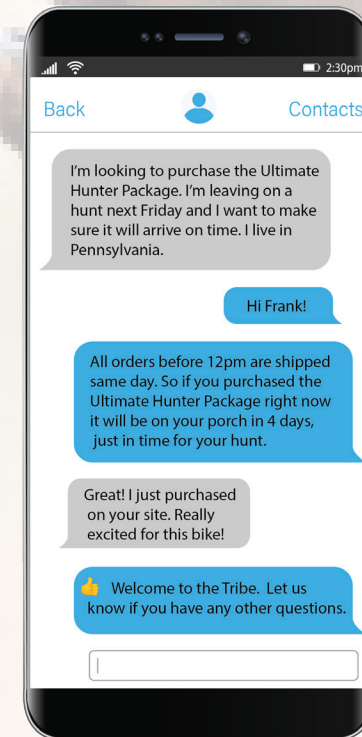 2:30pm
Back
Contacts
I'm looking to purchase the Ultimate
Hunter Package. I'm leaving on a
hunt next Friday and I want to make
sure it will arrive on time. I live in
Pennsylvania.
Hi Frank!
All orders before 12pm are shipped
same day. So if you purchased the
Ultimate Hunter Package right now
it will be on your porch in 4 days,
just in time for your hunt.
Great! I just purchased
on your site. Really
excited for this bike!
👍 Welcome to the Tribe. Let us
know if you have any other questions.